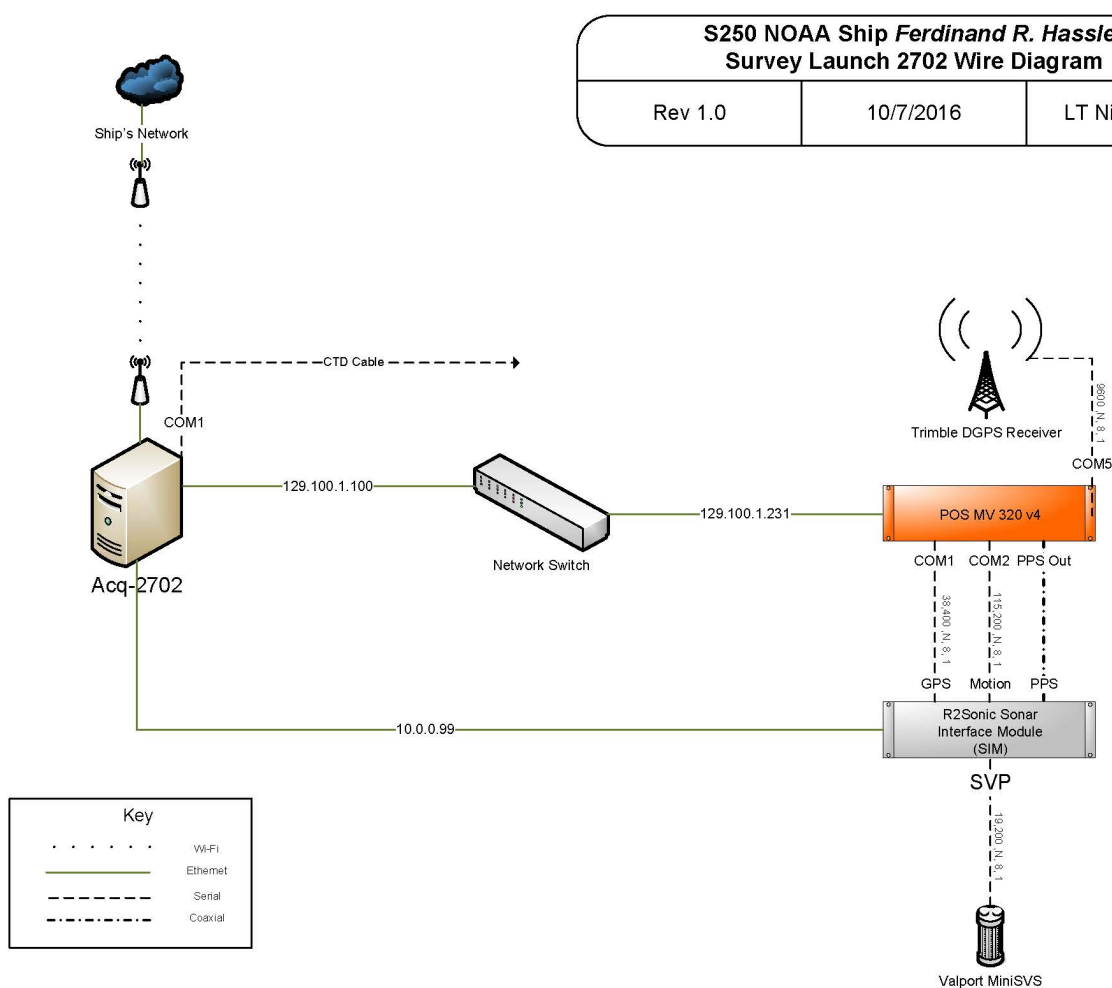 S250 NOAA Ship Ferdinand R. Hassle
Survey Launch 2702 Wire Diagram
Rev 1.0
10/7/2016
LT Ni
Ship's Network
CTD Cable
COM1
Trimble DGPS Receiver
9600 ,N, 8, 1
COM5
129.100.1.100
129.100.1.231
POS MV 320 v4
Network Switch
Acq-2702
COM1
COM2
PPS Out
38,400 ,N, 8, 1
115,200 ,N, 8, 1
GPS
Motion
PPS
R2Sonic Sonar
Interface Module
(SIM)
10.0.0.99
SVP
19,200 ,N, 8, 1
Valport MiniSVS
Key
Wi-Fi
Ethernet
Serial
Coaxial